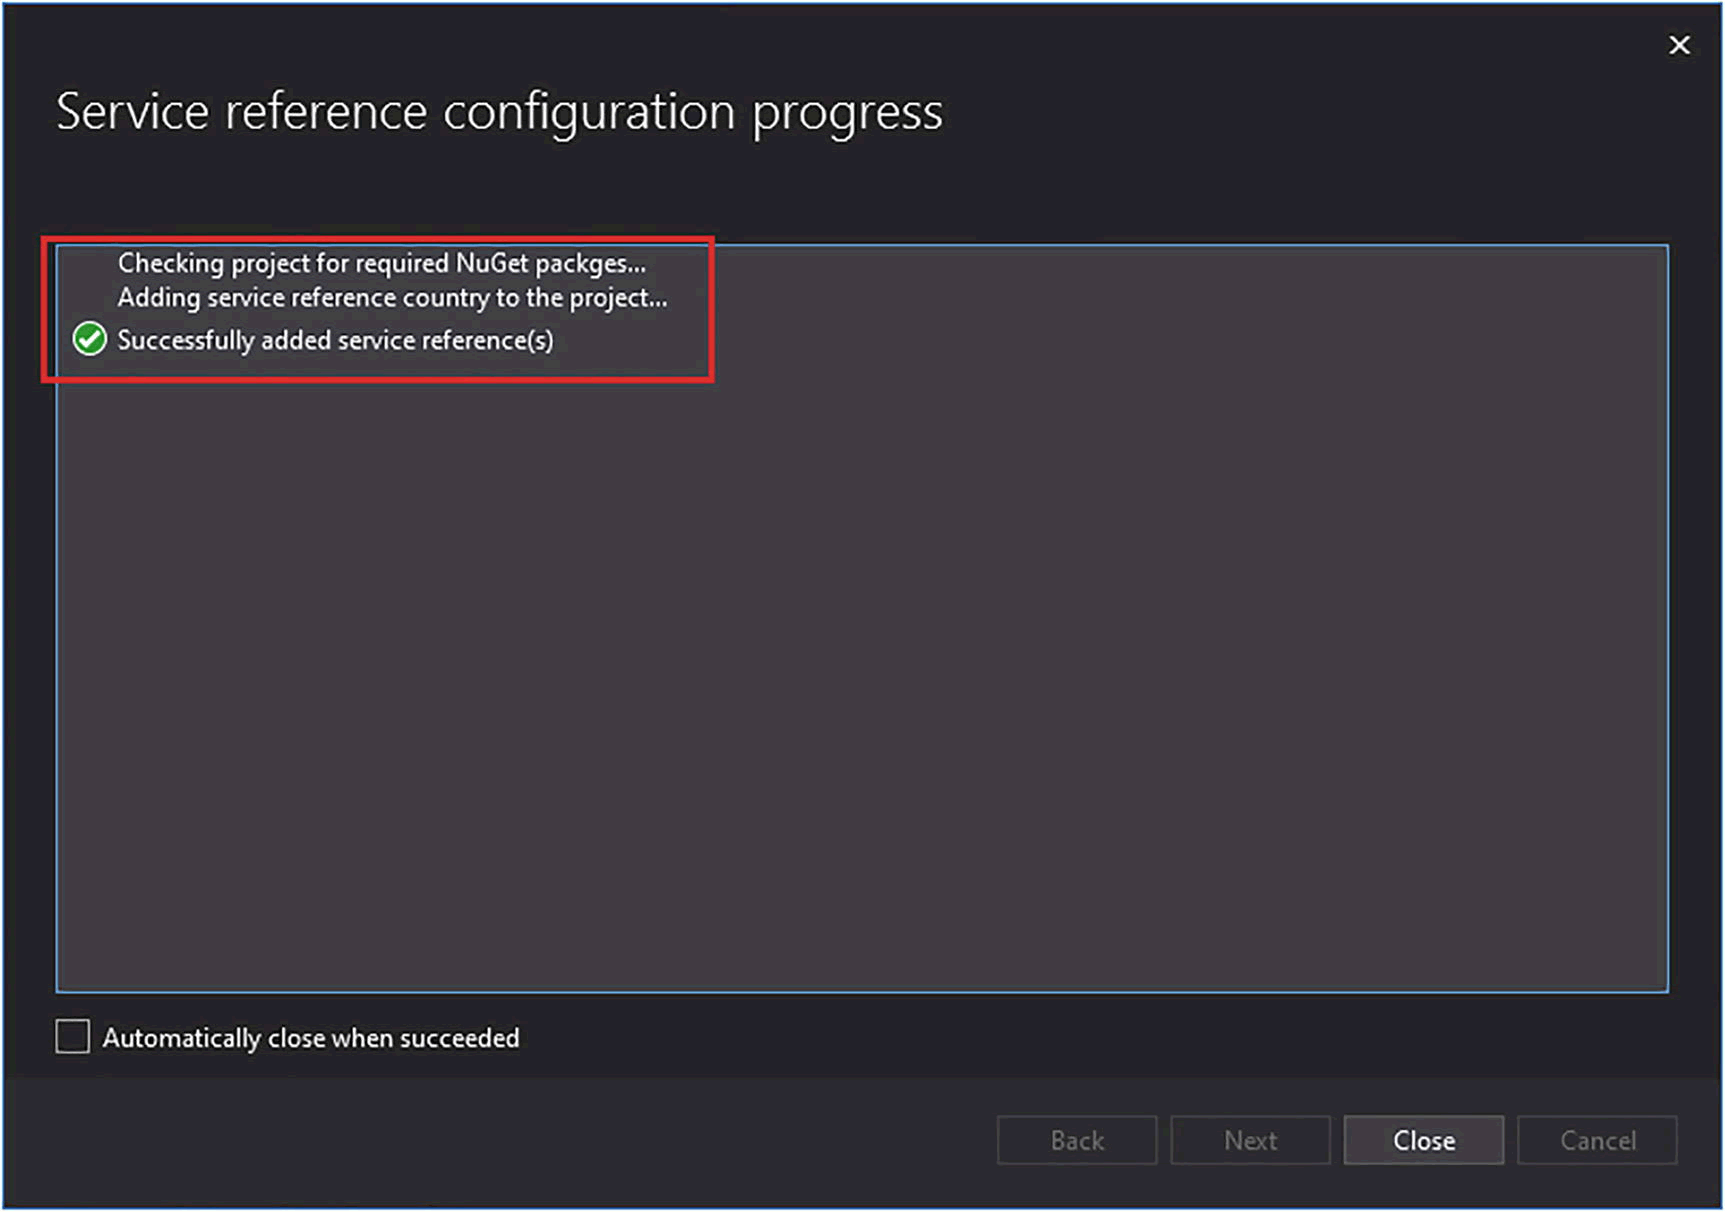 Service reference configuration progress
Checking project for required NuGet packges...
Adding service reference country to the project...
Successfully added service reference(s)
Automatically close when succeeded
Back Next Close Cancel